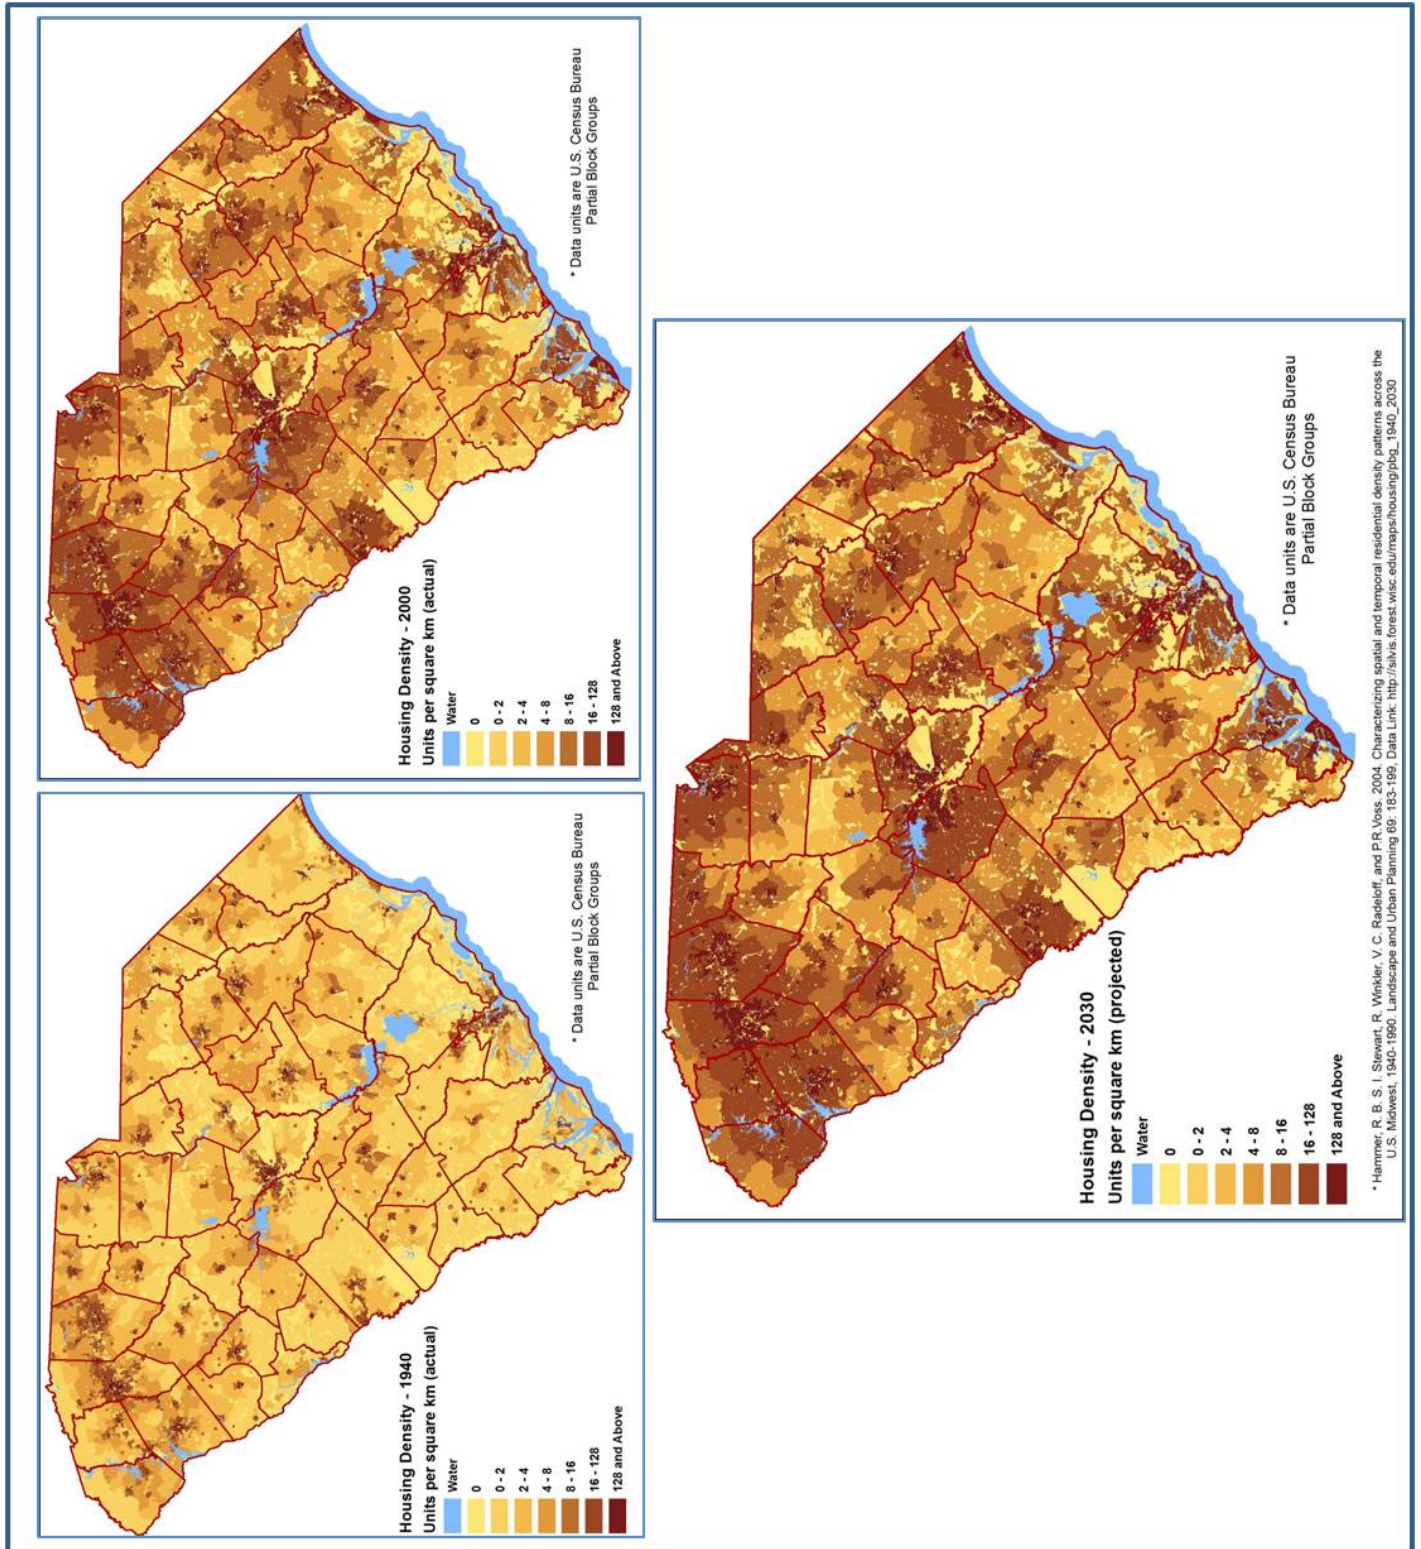 Housing Density - 1940
Units per square km (actual)
Water
0
0 - 2
2 - 4
4 - 8
8 - 16
16 - 128
128 and Above
* Data units are U.S. Census Bureau
Partial Block Groups
Housing Density - 2000
Units per square km (actual)
Water
0
0 - 2
2 - 4
4 - 8
8 - 16
16 - 128
128 and Above
* Data units are U.S. Census Bureau
Partial Block Groups
Housing Density - 2030
Units per square km (projected)
Water
0
0 - 2
2 - 4
4 - 8
8 - 16
16 - 128
128 and Above
* Data units are U.S. Census Bureau
Partial Block Groups
* Hammer, R. B. S. I. Stewart, R. Winkler, V. C. Radeloff, and P.R.Voss. 2004. Characterizing spatial and temporal residential density patterns across the
U.S. Midwest, 1940-1990. Landscape and Urban Planning 69: 183-199, Data Link: http://silvis.forest.wisc.edu/maps/housing/pbg_1940_2030